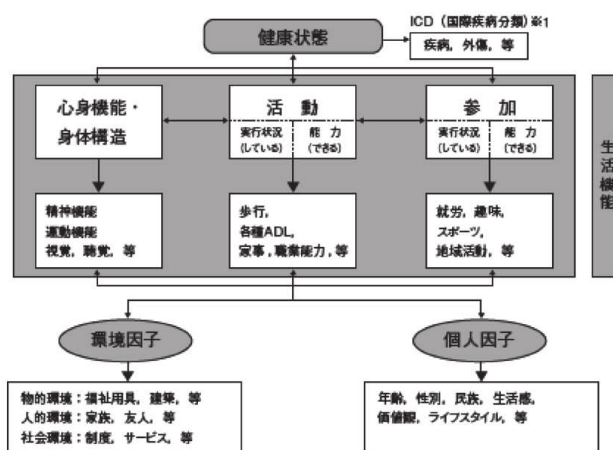 健康状態
ICD（国際疾病分類）※1
疾病，外傷，等
心身機能・
身体構造
活動
実行状況
(している)
能力
(できる)
参加
実行状況
(している)
能力
(できる)
生活機能
精神機能
運動機能
視覚，聴覚，等
歩行，
各種ADL，
家事，職業能力，等
就労，趣味，
スポーツ，
地域活動，等
環境因子
個人因子
物的環境：福祉用具，建築，等
人的環境：家族，友人，等
社会環境：制度，サービス，等
年齢，性別，民族，生活感，
価値観，ライフスタイル，等